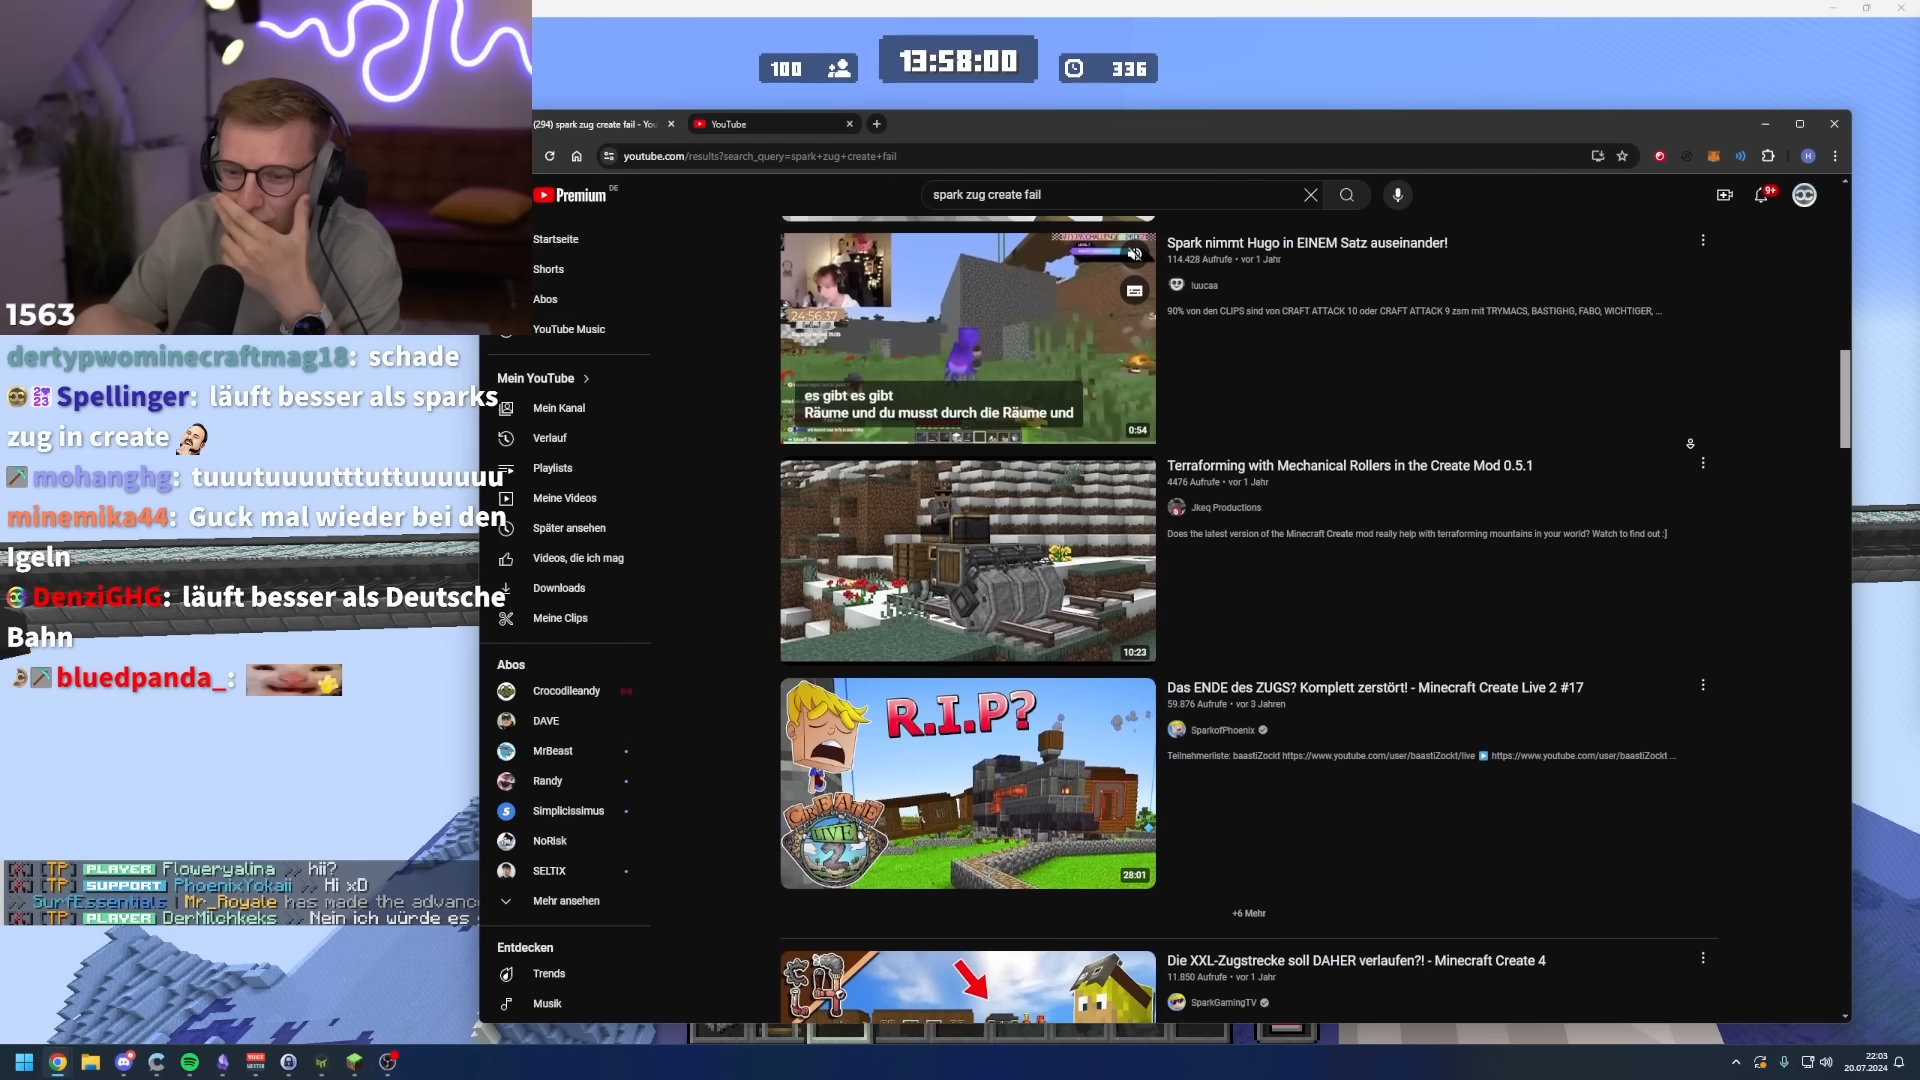 100
13:58:00
336
(294) spark zug create fail - You
YouTube
youtube.com/results?search_query=spark+zug+create+fail
Premium DE
spark zug create fail
9+
H
1563
dertypwominecraftmag18: schade
Spellinger: läuft besser als sparks
zug in create
mohanghg: tuuutuuuutttuttuuuuuu
minemika44: Guck mal wieder bei den
Igeln
DenziGHG: läuft besser als Deutsche
Bahn
bluedpanda_:
[TP] PLAYER Floweryalina hii?
[TP] SUPPORT PhoenixYokaii Hi xD
SurfEssentials | Mr_Royale has made the advanc
[TP] PLAYER DerMilchkeks Nein ich würde es
Startseite
Shorts
Abos
YouTube Music
Mein YouTube
Mein Kanal
Verlauf
Playlists
Meine Videos
Später ansehen
Videos, die ich mag
Downloads
Meine Clips
Abos
Crocodileandy
DAVE
MrBeast
Randy
Simplicissimus
NoRisk
SELTIX
Mehr ansehen
Entdecken
Trends
Musik
24:56:37
es gibt es gibt
Räume und du musst durch die Räume und
0:54
Spark nimmt Hugo in EINEM Satz auseinander!
114.428 Aufrufe • vor 1 Jahr
luucaa
90% von den CLIPS sind von CRAFT ATTACK 10 oder CRAFT ATTACK 9 zsm mit TRYMACS, BASTIGHG, FABO, WICHTIGER, ...
10:23
Terraforming with Mechanical Rollers in the Create Mod 0.5.1
4476 Aufrufe • vor 1 Jahr
Jkeq Productions
Does the latest version of the Minecraft Create mod really help with terraforming mountains in your world? Watch to find out :]
R.I.P?
CREATE
LIVE
2
28:01
Das ENDE des ZUGS? Komplett zerstört! - Minecraft Create Live 2 #17
59.876 Aufrufe • vor 3 Jahren
SparkofPhoenix
Teilnehmerliste: baastiZockt https://www.youtube.com/user/baastiZockt/live https://www.youtube.com/user/baastiZockt ...
+6 Mehr
Die XXL-Zugstrecke soll DAHER verlaufen?! - Minecraft Create 4
11.850 Aufrufe • vor 1 Jahr
SparkGamingTV
22:03
20.07.2024